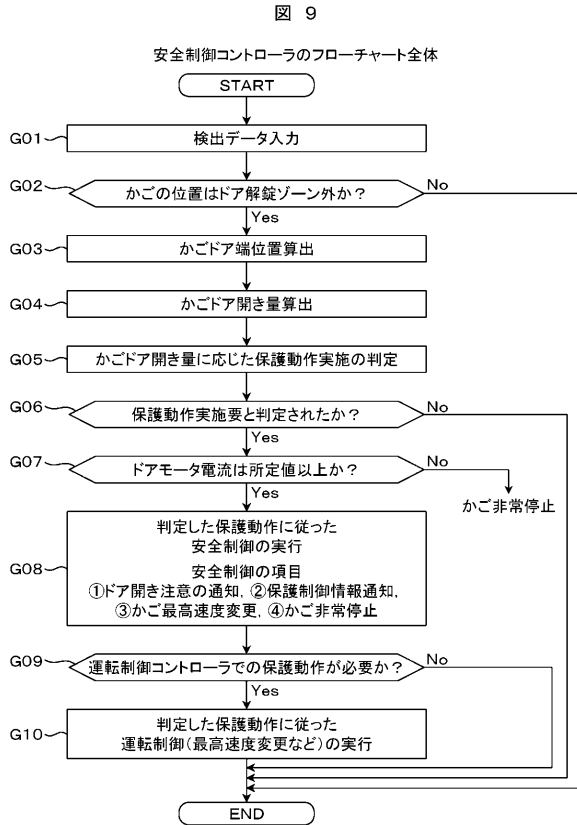 図 9
安全制御コントローラのフローチャート全体
START
G01
検出データ入力
G02
かごの位置はドア解錠ゾーン外か？
No
Yes
G03
かごドア端位置算出
G04
かごドア開き量算出
G05
かごドア開き量に応じた保護動作実施の判定
G06
保護動作実施要と判定されたか？
No
Yes
G07
ドアモータ電流は所定値以上か？
No
Yes
かご非常停止
G08
判定した保護動作に従った
安全制御の実行
安全制御の項目
①ドア開き注意の通知，②保護制御情報通知，
③かご最高速度変更，④かご非常停止
G09
運転制御コントローラでの保護動作が必要か？
No
Yes
G10
判定した保護動作に従った
運転制御（最高速度変更など）の実行
END